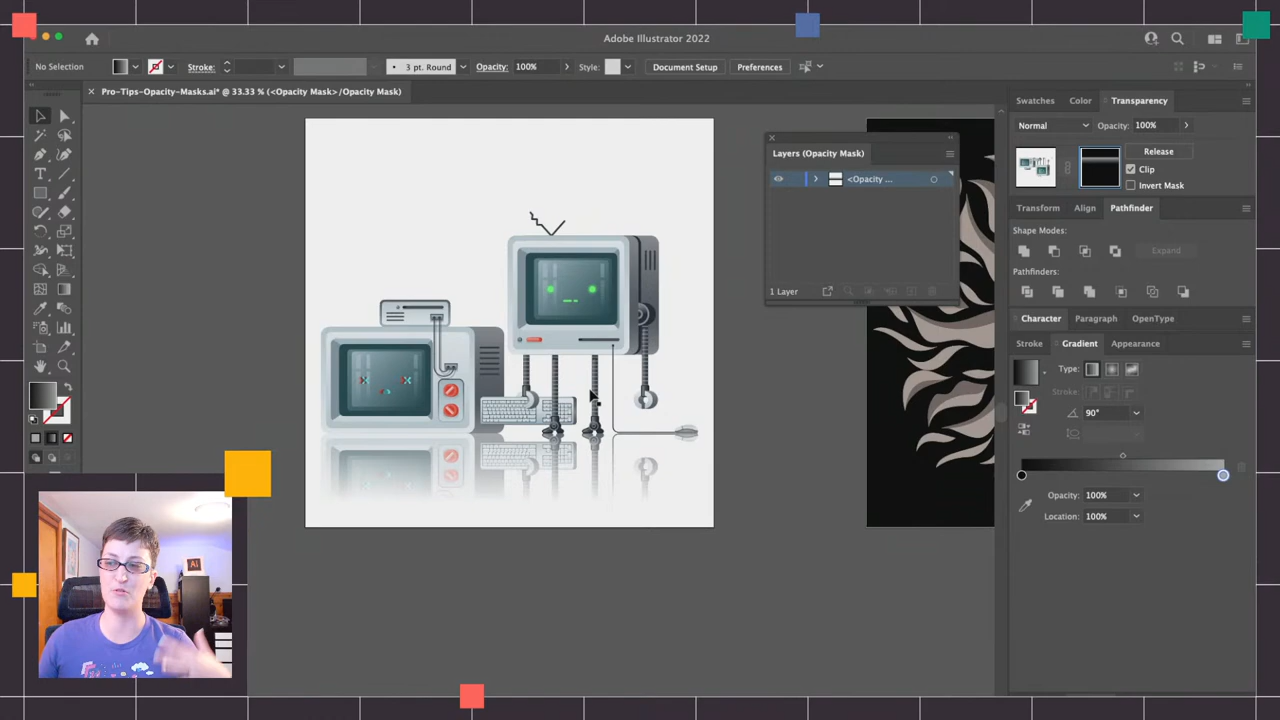 Adobe Illustrator 2022
No Selection
Stroke:
3 pt. Round
Opacity: 100%
Style:
Document Setup
Preferences
× Pro-Tips-Opacity-Masks.ai* @ 33.33 % (<Opacity Mask>/Opacity Mask)
Swatches Color Transparency
Normal Opacity: 100%
Release
Clip
Invert Mask
Layers (Opacity Mask)
<Opacity ...
1 Layer
Transform Align Pathfinder
Shape Modes:
Expand
Pathfinders:
Character Paragraph OpenType
Stroke Gradient Appearance
Type:
Stroke:
90°
Opacity: 100%
Location: 100%
Ai